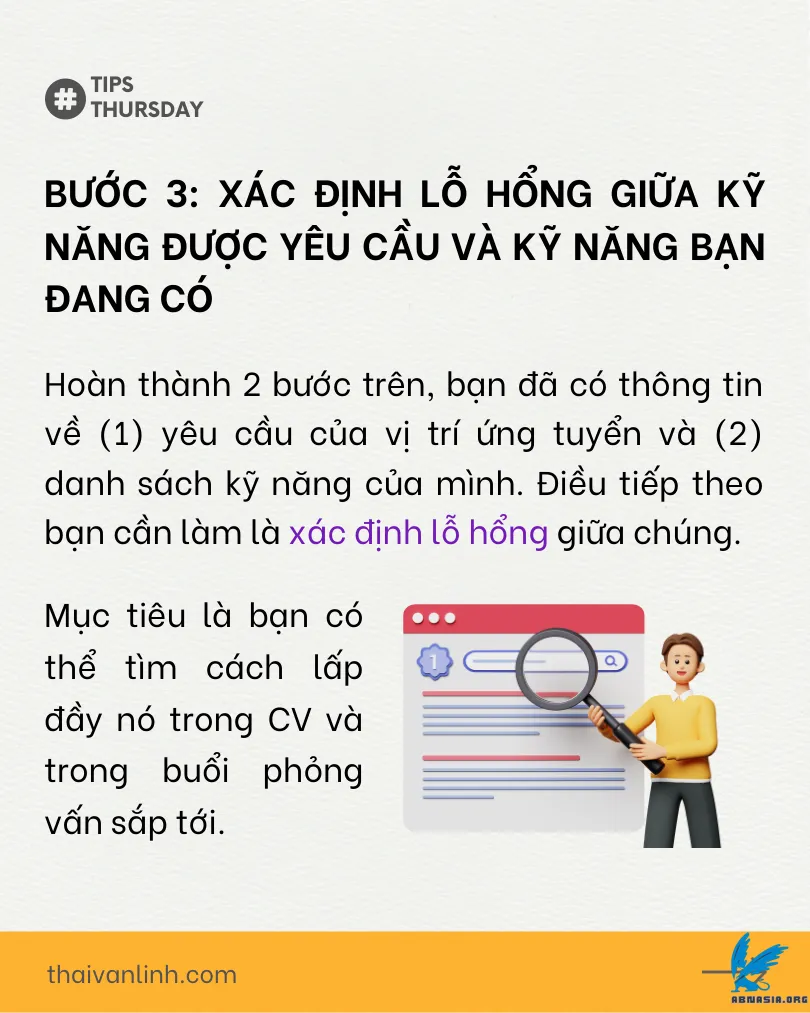 #
TIPS
THURSDAY
BƯỚC 3: XÁC ĐỊNH LỖ HỔNG GIỮA KỸ
NĂNG ĐƯỢC YÊU CẦU VÀ KỸ NĂNG BẠN
ĐANG CÓ
Hoàn thành 2 bước trên, bạn đã có thông tin
về (1) yêu cầu của vị trí ứng tuyển và (2)
danh sách kỹ năng của mình. Điều tiếp theo
bạn cần làm là xác định lỗ hổng giữa chúng.
Mục tiêu là bạn có
thể tìm cách lấp
đầy nó trong CV và
trong buổi phỏng
vấn sắp tới.
1
thaivanlinh.com
ABNASIA.ORG